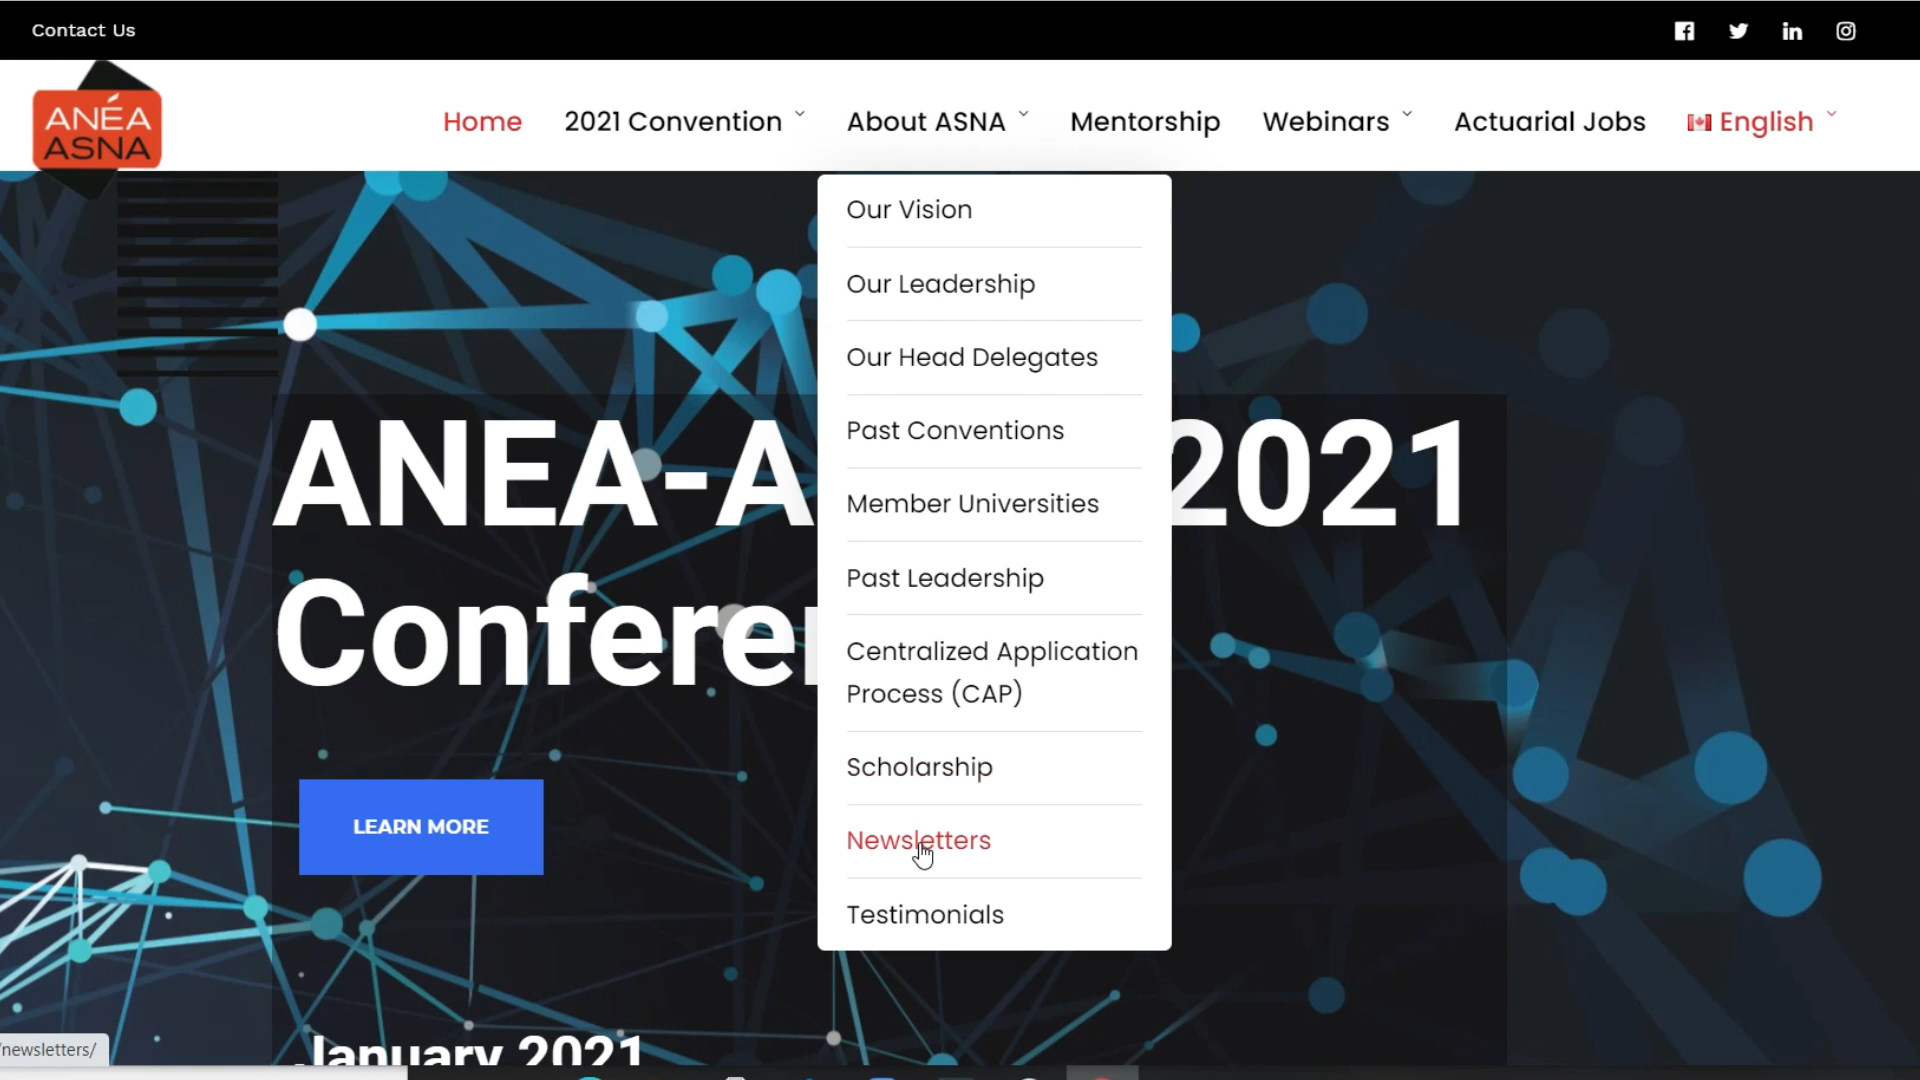 Contact Us
ANÉA
ASNA
Home 2021 Convention About ASNA Mentorship Webinars Actuarial Jobs English
Our Vision
Our Leadership
Our Head Delegates
Past Conventions
Member Universities
Past Leadership
Centralized Application
Process (CAP)
Scholarship
Newsletters
Testimonials
ANEA-A 2021
Conferen
LEARN MORE
January 2021
/newsletters/